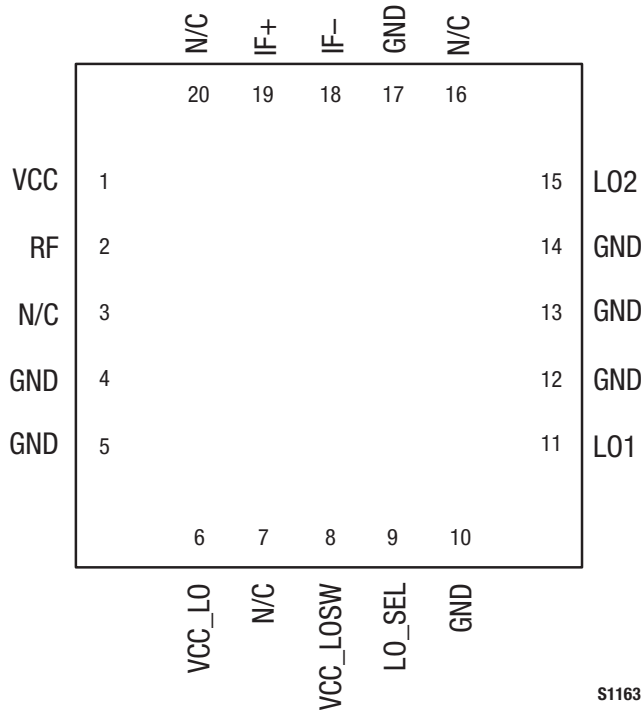 N/C IF+ IF– GND N/C
20 19 18 17 16
VCC 1 15 LO2
RF 2 14 GND
N/C 3 13 GND
GND 4 12 GND
GND 5 11 LO1
6 7 8 9 10
VCC_LO N/C VCC_LOSW LO_SEL GND
S1163